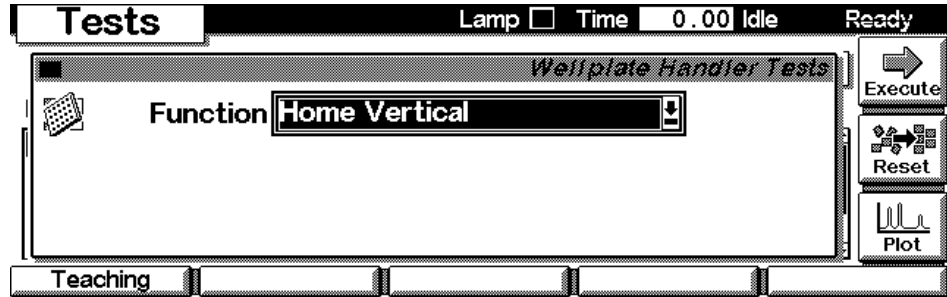 Tests Lamp Time 0.00 Idle Ready
Wellplate Handler Tests
Execute
Function Home Vertical
Reset
Plot
Teaching